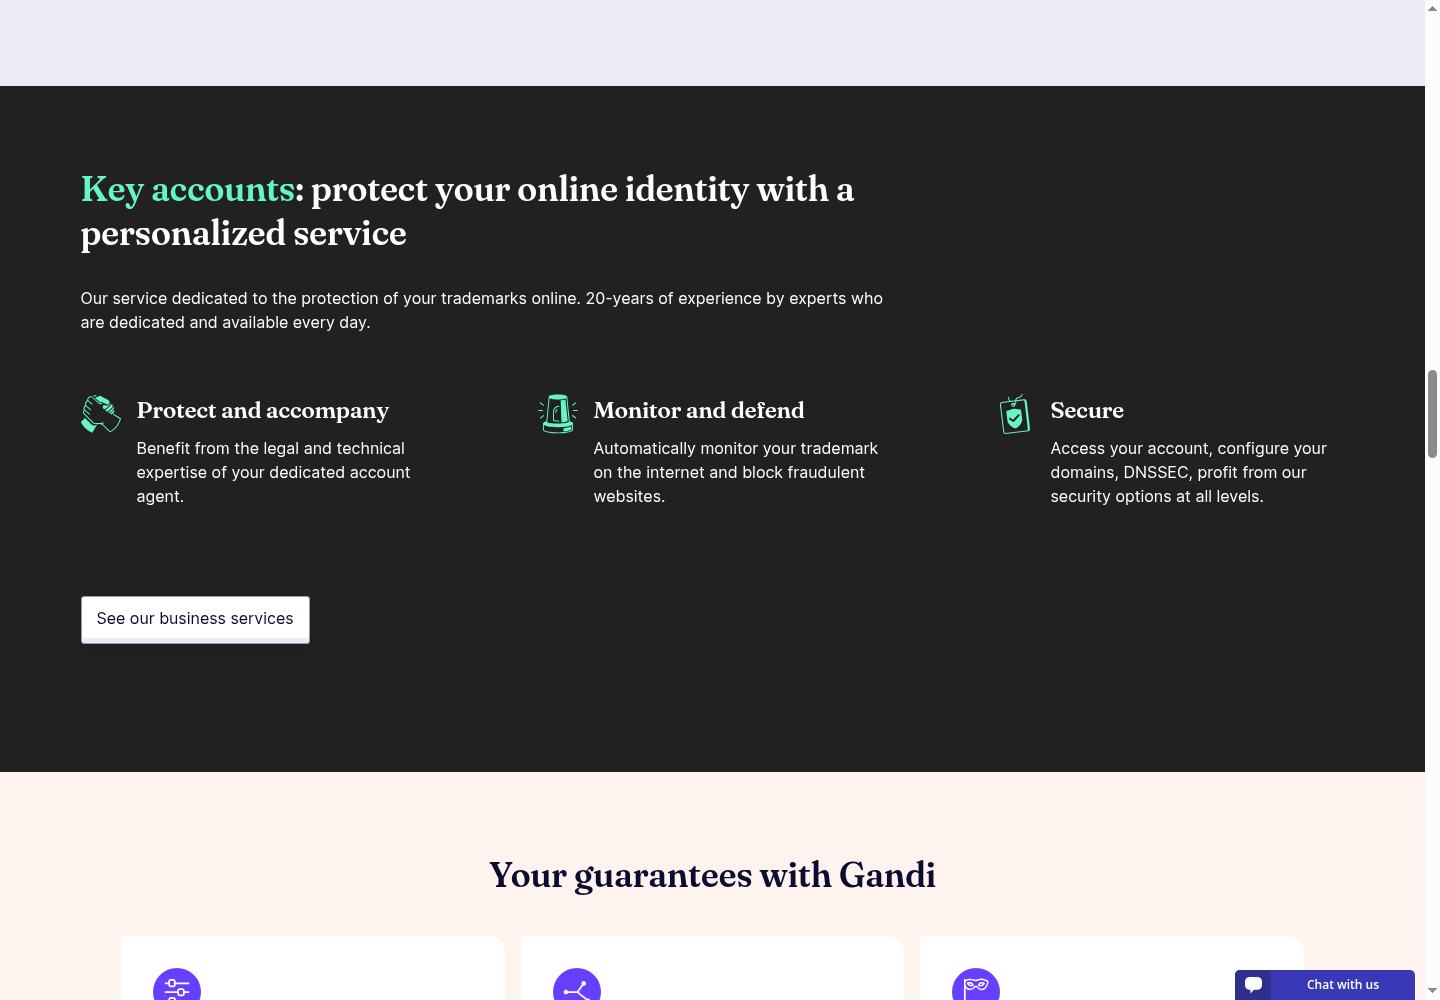 Key accounts: protect your online identity with a
personalized service
Our service dedicated to the protection of your trademarks online. 20-years of experience by experts who
are dedicated and available every day.
Protect and accompany
Benefit from the legal and technical
expertise of your dedicated account
agent.
Monitor and defend
Automatically monitor your trademark
on the internet and block fraudulent
websites.
Secure
Access your account, configure your
domains, DNSSEC, profit from our
security options at all levels.
See our business services
Your guarantees with Gandi
Chat with us